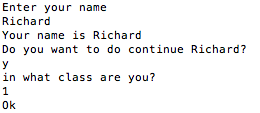 Enter your name
Richard
Your name is Richard
Do you want to do continue Richard?
y
in what class are you?
1
Ok